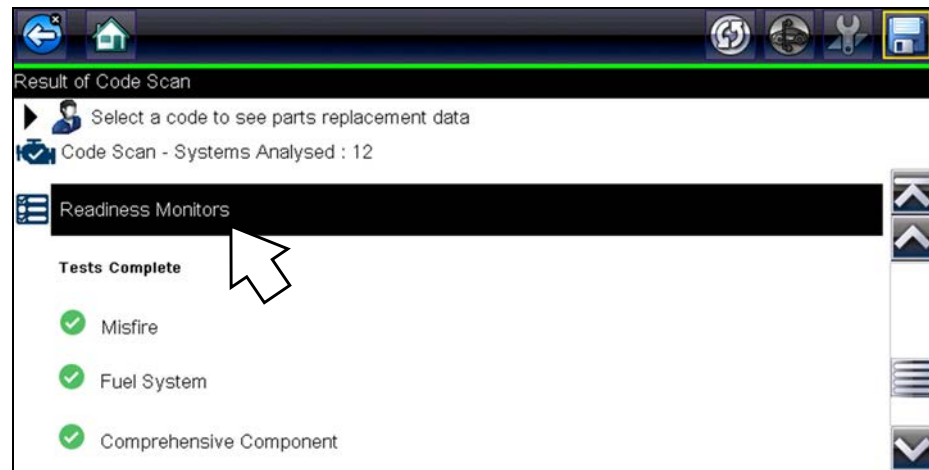 Result of Code Scan
Select a code to see parts replacement data
Code Scan - Systems Analysed : 12
Readiness Monitors
Tests Complete
Misfire
Fuel System
Comprehensive Component